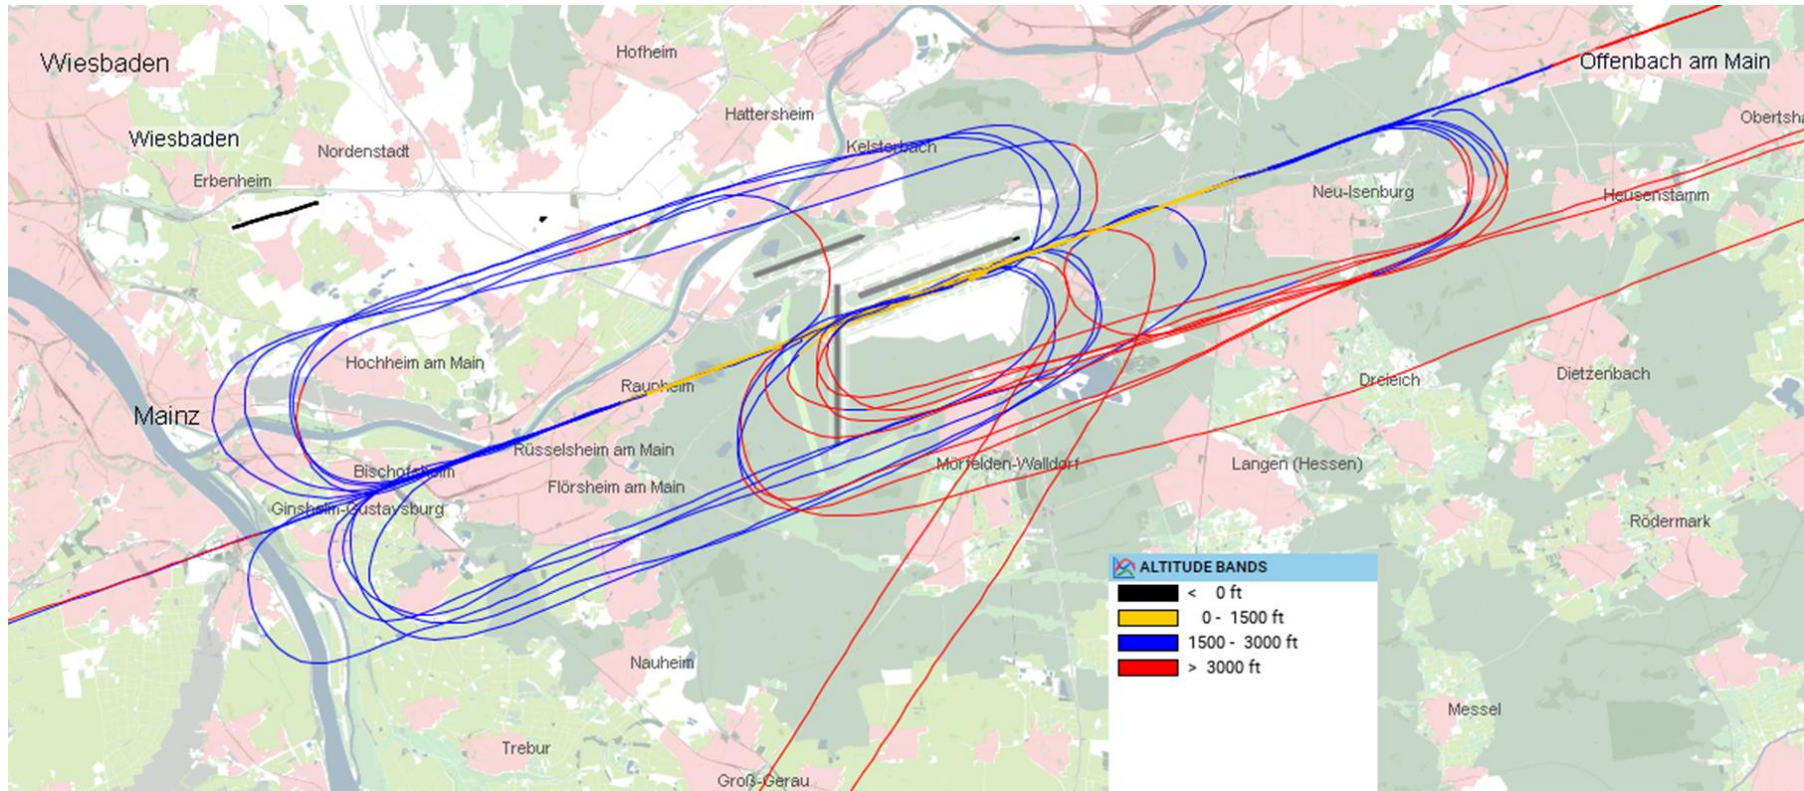 Hofheim
Wiesbaden
Offenbach am Main
Hattersheim
Obertsha
Wiesbaden
Nordenstadt
Kelsterbach
Erbenheim
Neu-Isenburg
Heusenstamm
Hochheim am Main
Raunheim
Dreieich
Dietzenbach
Mainz
Rüsselsheim am Main
Bischofsheim
Mörfelden-Walldorf
Langen (Hessen)
Flörsheim am Main
Ginsheim-Gustavsburg
Rödermark
ALTITUDE BANDS
< 0 ft
0 - 1500 ft
1500 - 3000 ft
> 3000 ft
Nauheim
Messel
Trebur
Groß-Gerau